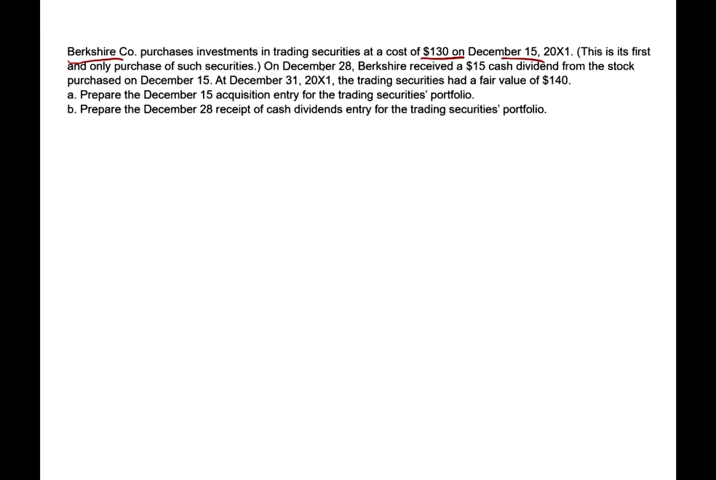 Berkshire Co. purchases investments in trading securities at a cost of $130 on December 15, 20X1. (This is its first
and only purchase of such securities.) On December 28, Berkshire received a $15 cash dividend from the stock
purchased on December 15. At December 31, 20X1, the trading securities had a fair value of $140.
a. Prepare the December 15 acquisition entry for the trading securities’ portfolio.
b. Prepare the December 28 receipt of cash dividends entry for the trading securities’ portfolio.